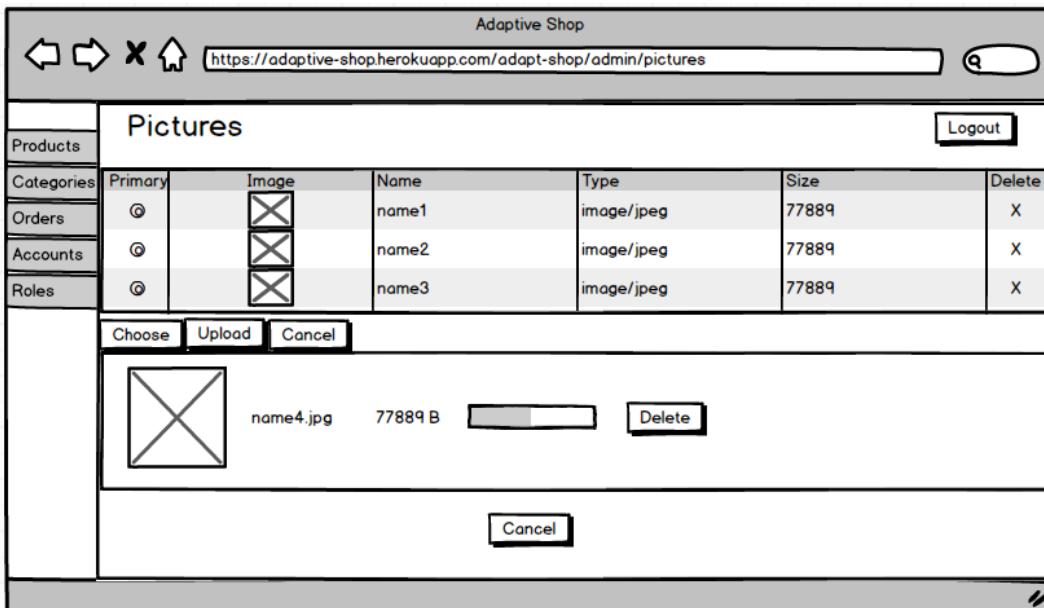 Adaptive Shop
https://adaptive-shop.herokuapp.com/adapt-shop/admin/pictures
Pictures
Logout
Products
Categories
Orders
Accounts
Roles
Primary Image Name Type Size Delete
name1 image/jpeg 77889 X
name2 image/jpeg 77889 X
name3 image/jpeg 77889 X
Choose Upload Cancel
name4.jpg 77889 B Delete
Cancel